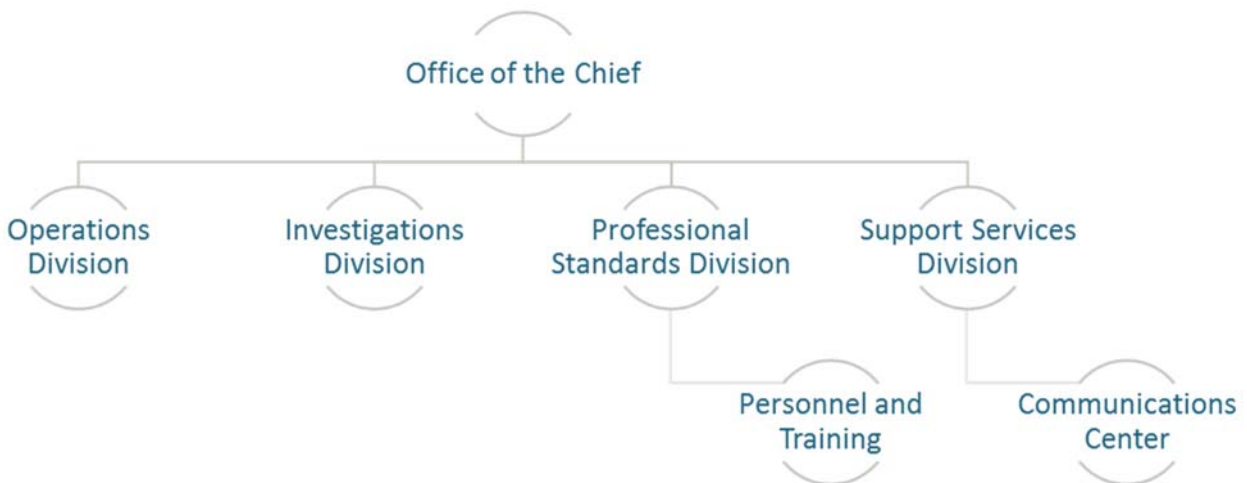 Office of the Chief
Operations
Division
Investigations
Division
Professional
Standards Division
Support Services
Division
Personnel and
Training
Communications
Center